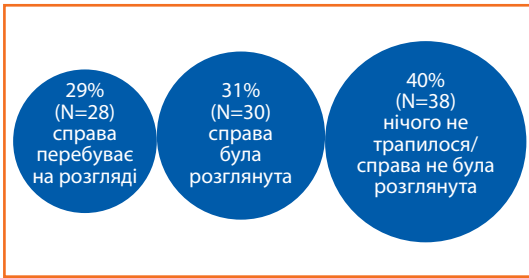 29%
(N=28)
справа
перебуває
на розгляді
31%
(N=30)
справа
була
розглянута
40%
(N=38)
нічого не
трапилося/
справа не була
розглянута